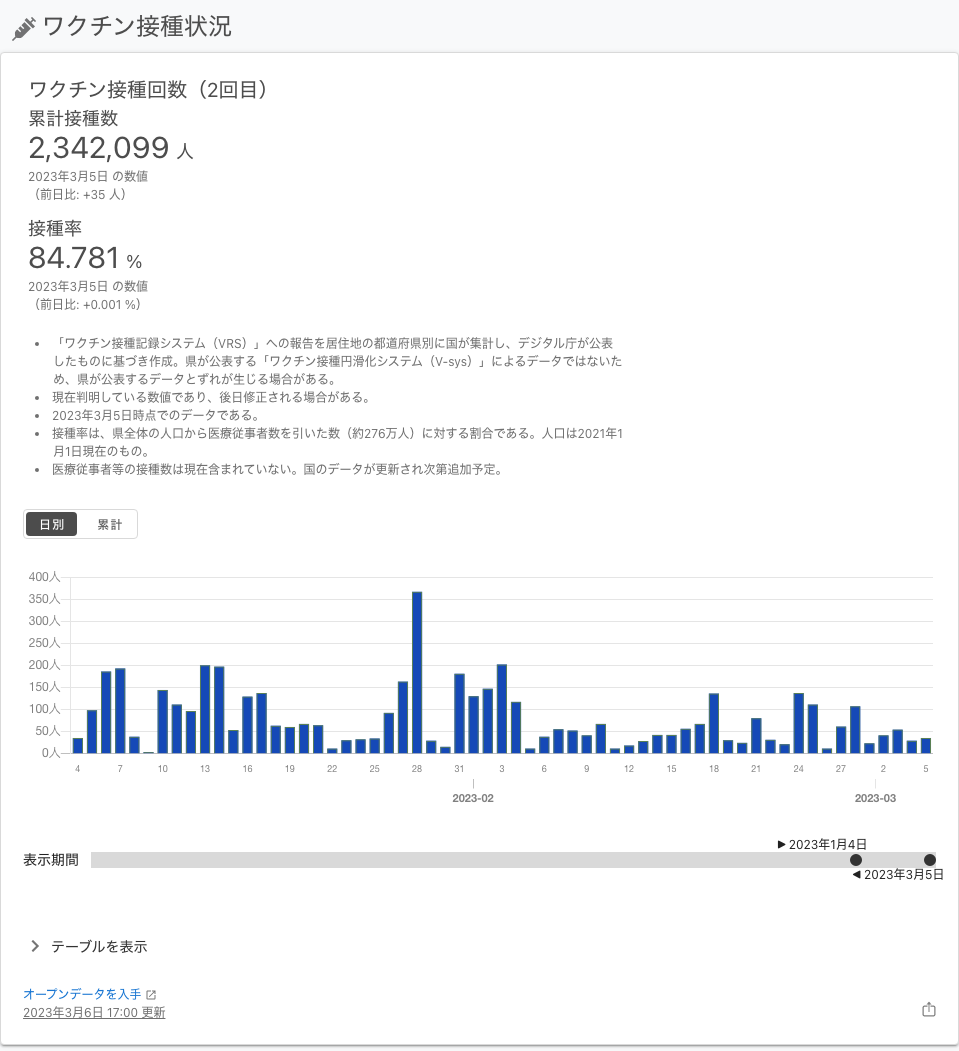 ワクチン接種状況
ワクチン接種回数（2回目）
累計接種数
2,342,099 人
2023年3月5日 の数値
（前日比: +35 人）
接種率
84.781 %
2023年3月5日 の数値
（前日比: +0.001 %）
• 「ワクチン接種記録システム（VRS）」への報告を居住地の都道府県別に国が集計し、デジタル庁が公表
したものに基づき作成。県が公表する「ワクチン接種円滑化システム（V-sys）」によるデータではないた
め、県が公表するデータとずれが生じる場合がある。
• 現在判明している数値であり、後日修正される場合がある。
• 2023年3月5日時点でのデータである。
• 接種率は、県全体の人口から医療従事者数を引いた数（約276万人）に対する割合である。人口は2021年1
月1日現在のもの。
• 医療従事者等の接種数は現在含まれていない。国のデータが更新され次第追加予定。
日別 累計
400人
350人
300人
250人
200人
150人
100人
50人
0人
4 7 10 13 16 19 22 25 28 31 3 6 9 12 15 18 21 24 27 2 5
2023-02 2023-03
▶ 2023年1月4日
表示期間
◀ 2023年3月5日
テーブルを表示
オープンデータを入手
2023年3月6日 17:00 更新